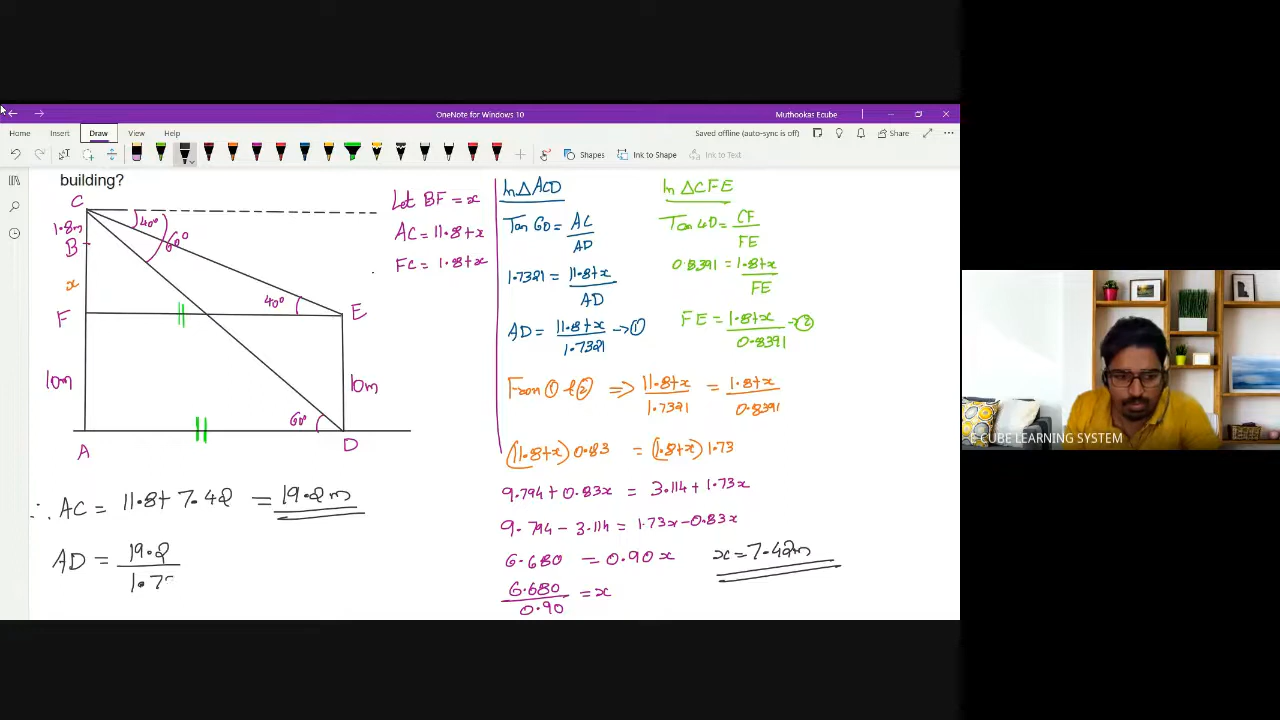 OneNote for Windows 10
Muthookas Ecube
Home Insert Draw View Help
Saved offline (auto-sync is off)
Share
Shapes
Ink to Shape
Ink to Text
building?
C
1.8m
B
x
F
10m
A
40°
60°
40°
E
10m
60°
D
Let BF = x
AC = 11.8+x
FC = 1.8+x
In △ACD
Tan 60 = AC/AD
1.7321 = 11.8+x/AD
AD = 11.8+x/1.7321 → ①
In △CFE
Tan 40 = CF/FE
0.8391 = 1.8+x/FE
FE = 1.8+x/0.8391 → ②
From ① & ② => 11.8+x/1.7321 = 1.8+x/0.8391
(11.8+x) 0.83 = (1.8+x) 1.73
9.794 + 0.83x = 3.114 + 1.73x
9.794 - 3.114 = 1.73x - 0.83x
6.680 = 0.90x
6.680/0.90 = x
x = 7.42m
∴ AC = 11.8 + 7.42 = 19.2m
AD = 19.2/1.7
E CUBE LEARNING SYSTEM